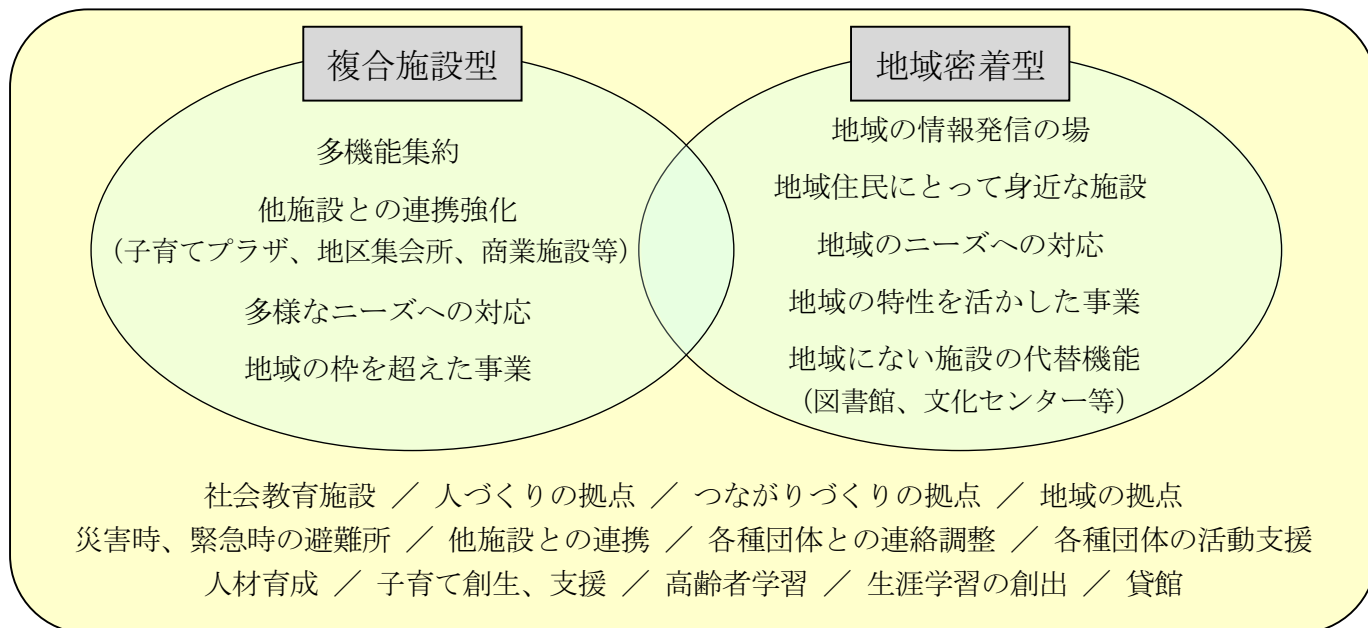 複合施設型
多機能集約
他施設との連携強化
（子育てプラザ、地区集会所、商業施設等）
多様なニーズへの対応
地域の枠を超えた事業
地域密着型
地域の情報発信の場
地域住民にとって身近な施設
地域のニーズへの対応
地域の特性を活かした事業
地域にない施設の代替機能
（図書館、文化センター等）
社会教育施設 ／ 人づくりの拠点 ／ つながりづくりの拠点 ／ 地域の拠点
災害時、緊急時の避難所 ／ 他施設との連携 ／ 各種団体との連絡調整 ／ 各種団体の活動支援
人材育成 ／ 子育て創生、支援 ／ 高齢者学習 ／ 生涯学習の創出 ／ 貸館